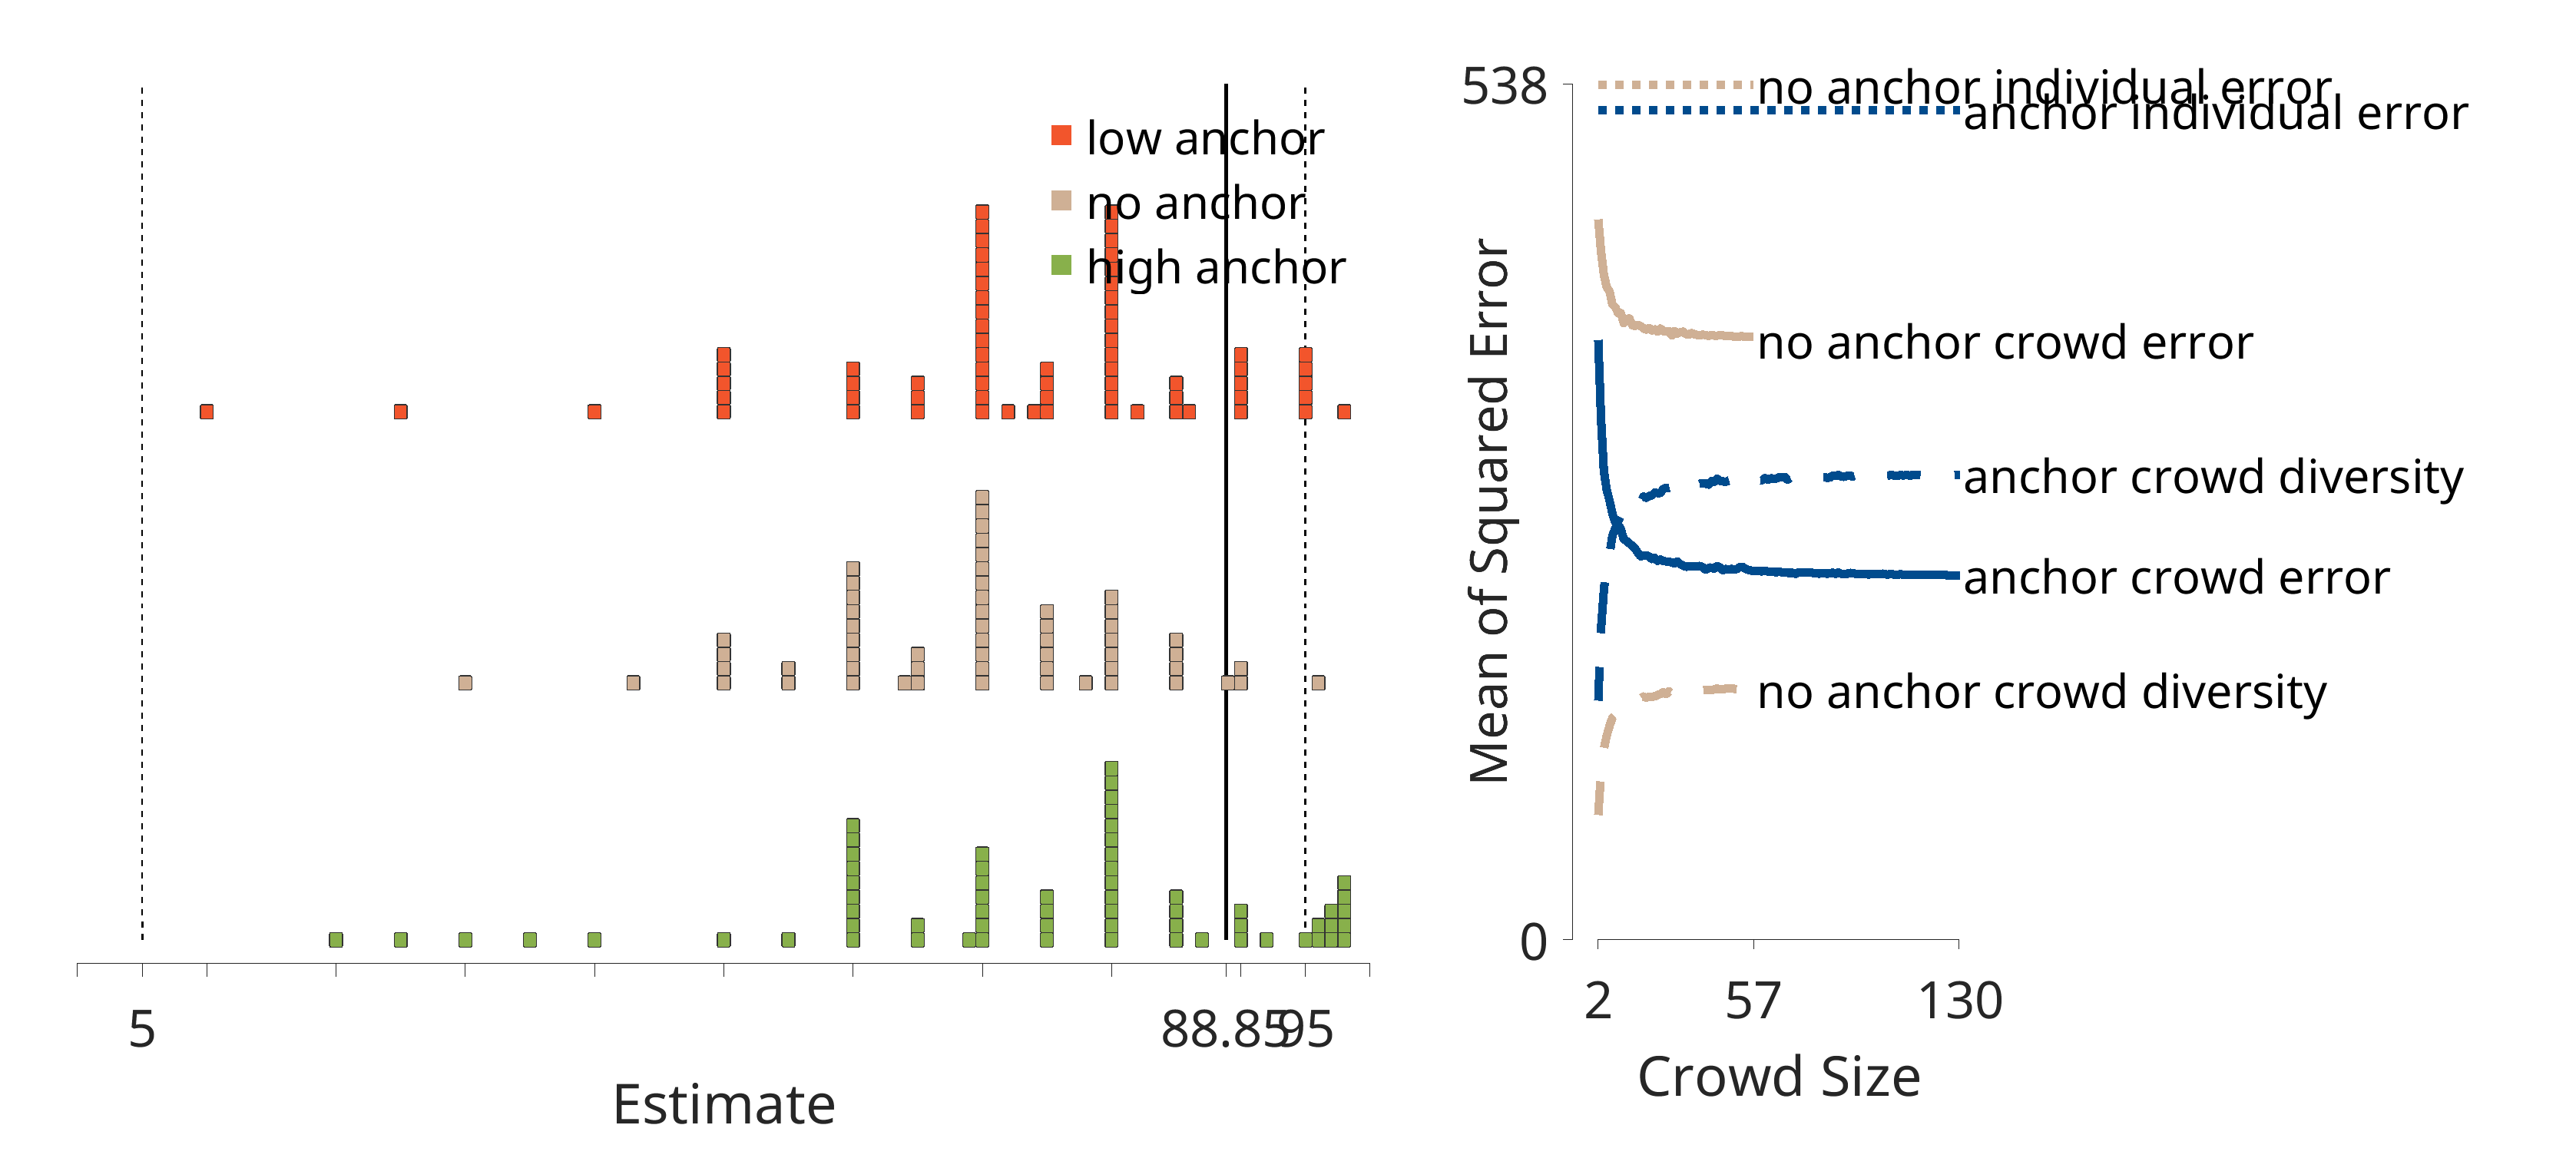 low anchor
no anchor
high anchor
5
88.85
95
Estimate
538
0
Mean of Squared Error
no anchor individual error
anchor individual error
no anchor crowd error
anchor crowd diversity
anchor crowd error
no anchor crowd diversity
2
57
130
Crowd Size